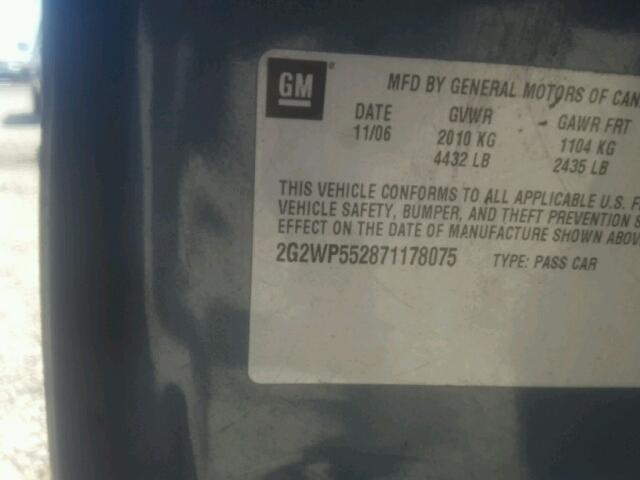 GM ®
MFD BY GENERAL MOTORS OF CAN
DATE GVWR GAWR FRT
11/06 2010 KG 1104 KG
4432 LB 2435 LB
THIS VEHICLE CONFORMS TO ALL APPLICABLE U.S. F
VEHICLE SAFETY, BUMPER, AND THEFT PREVENTION S
EFFECT ON THE DATE OF MANUFACTURE SHOWN ABOVE
2G2WP552871178075 TYPE: PASS CAR